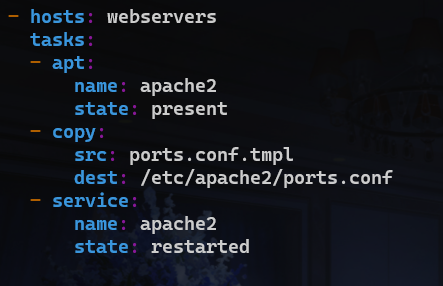 - hosts: webservers
  tasks:
  - apt:
      name: apache2
      state: present
  - copy:
      src: ports.conf.tmpl
      dest: /etc/apache2/ports.conf
  - service:
      name: apache2
      state: restarted